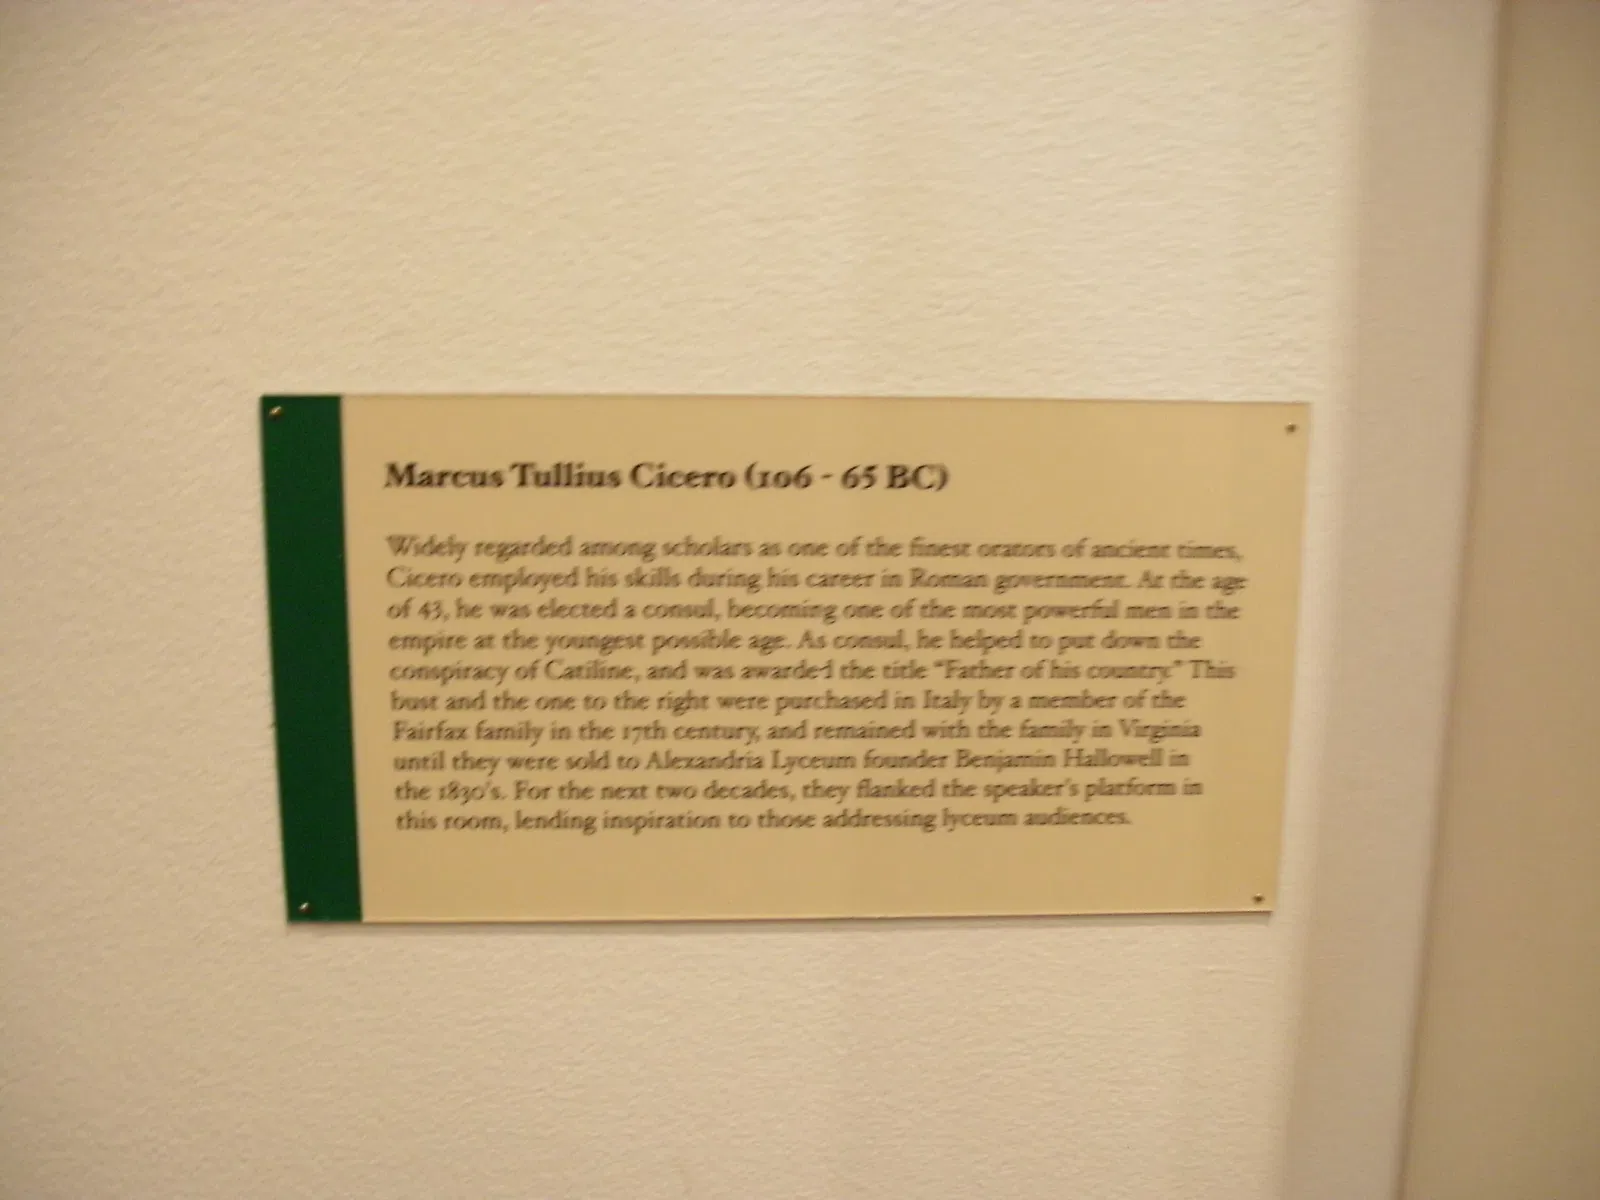 Marcus Tullius Cicero (106 - 65 BC)
Widely regarded among scholars as one of the finest orators of ancient times,
Cicero employed his skills during his career in Roman government. At the age
of 43, he was elected a consul, becoming one of the most powerful men in the
empire at the youngest possible age. As consul, he helped to put down the
conspiracy of Catiline, and was awarded the title “Father of his country.” This
bust and the one to the right were purchased in Italy by a member of the
Fairfax family in the 17th century, and remained with the family in Virginia
until they were sold to Alexandria Lyceum founder Benjamin Hallowell in
the 1830's. For the next two decades, they flanked the speaker's platform in
this room, lending inspiration to those addressing lyceum audiences.